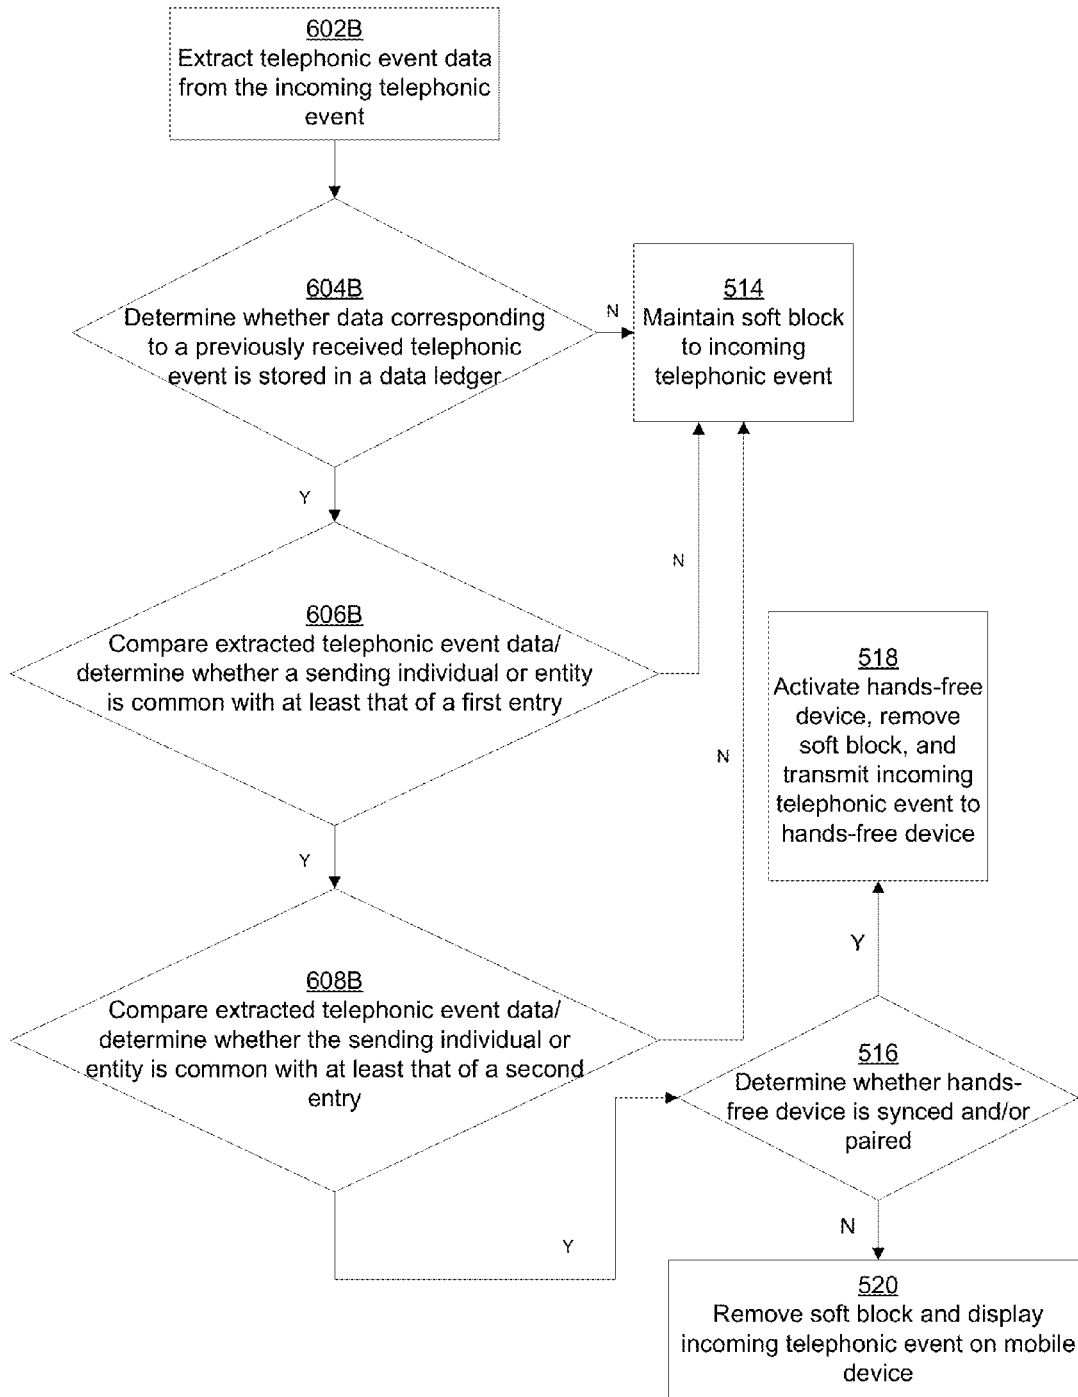 602B
Extract telephonic event data
from the incoming telephonic
event
604B
Determine whether data corresponding
to a previously received telephonic
event is stored in a data ledger
N
514
Maintain soft block
to incoming
telephonic event
Y
606B
Compare extracted telephonic event data/
determine whether a sending individual or entity
is common with at least that of a first entry
N
Y
608B
Compare extracted telephonic event data/
determine whether the sending individual or
entity is common with at least that of a second
entry
N
Y
516
Determine whether hands-
free device is synced and/or
paired
Y
518
Activate hands-free
device, remove
soft block, and
transmit incoming
telephonic event to
hands-free device
N
520
Remove soft block and display
incoming telephonic event on mobile
device